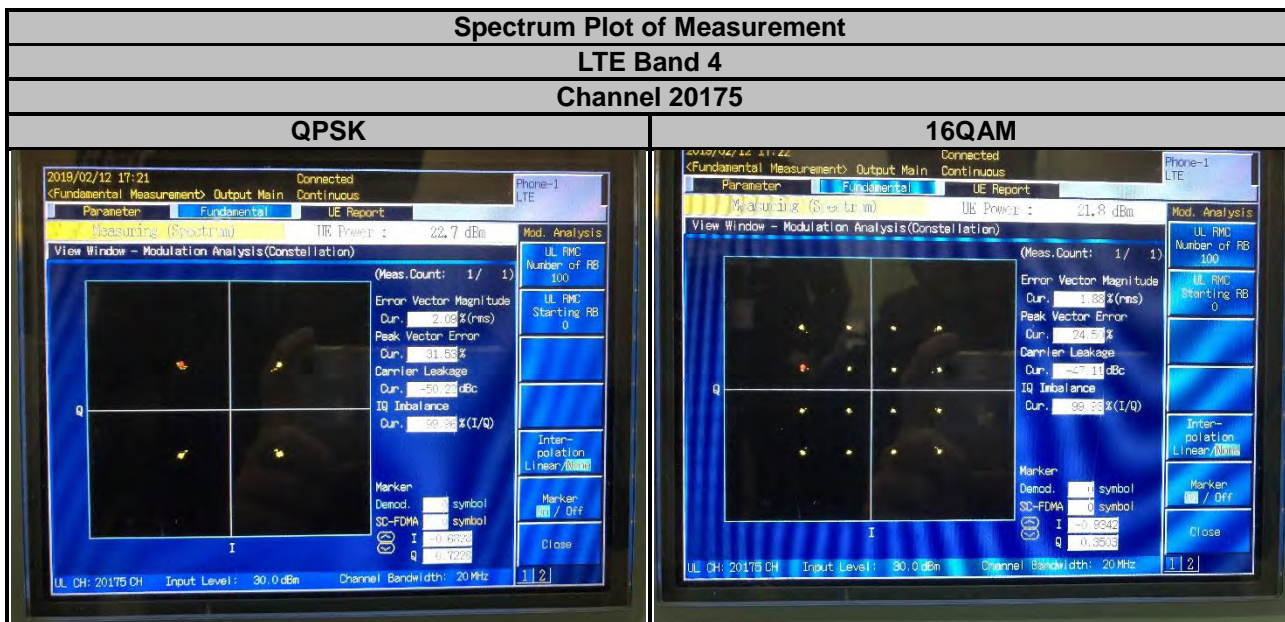 Spectrum Plot of Measurement
LTE Band 4
Channel 20175
QPSK
16QAM
2019/02/12 17:21
Connected
Phone-1
LTE
<Fundamental Measurement> Output Main Continuous
Parameter Fundamental UE Report
Measuring (Spectrum) UE Power : 22.7 dBm
Mod. Analysis
View Window - Modulation Analysis(Constellation)
(Meas.Count: 1/ 1)
Error Vector Magnitude
Cur. 2.09 %(rms)
Peak Vector Error
Cur. 31.53 %
Carrier Leakage
Cur. dBc
IQ Imbalance
Cur. %(I/Q)
Q
I
Marker
Demod. symbol
SC-FDMA symbol
I
Q
UL RMC
Number of RB
100
UL RMC
Starting RB
0
Inter-
polation
Linear/None
Marker
On / Off
Close
1 2
UL CH: 20175 CH Input Level: 30.0 dBm Channel Bandwidth: 20 MHz
2019/02/12 17:22
Connected
Phone-1
LTE
<Fundamental Measurement> Output Main Continuous
Parameter Fundamental UE Report
Measuring (Spectrum) UE Power : 21.8 dBm
Mod. Analysis
View Window - Modulation Analysis(Constellation)
(Meas.Count: 1/ 1)
Error Vector Magnitude
Cur. 1.88 %(rms)
Peak Vector Error
Cur. %
Carrier Leakage
Cur. -47.11 dBc
IQ Imbalance
Cur. %(I/Q)
Q
I
Marker
Demod. symbol
SC-FDMA symbol
I -0.9342
Q 0.3503
UL RMC
Number of RB
100
UL RMC
Starting RB
0
Inter-
polation
Linear/None
Marker
On / Off
Close
1 2
UL CH: 20175 CH Input Level: 30.0 dBm Channel Bandwidth: 20 MHz